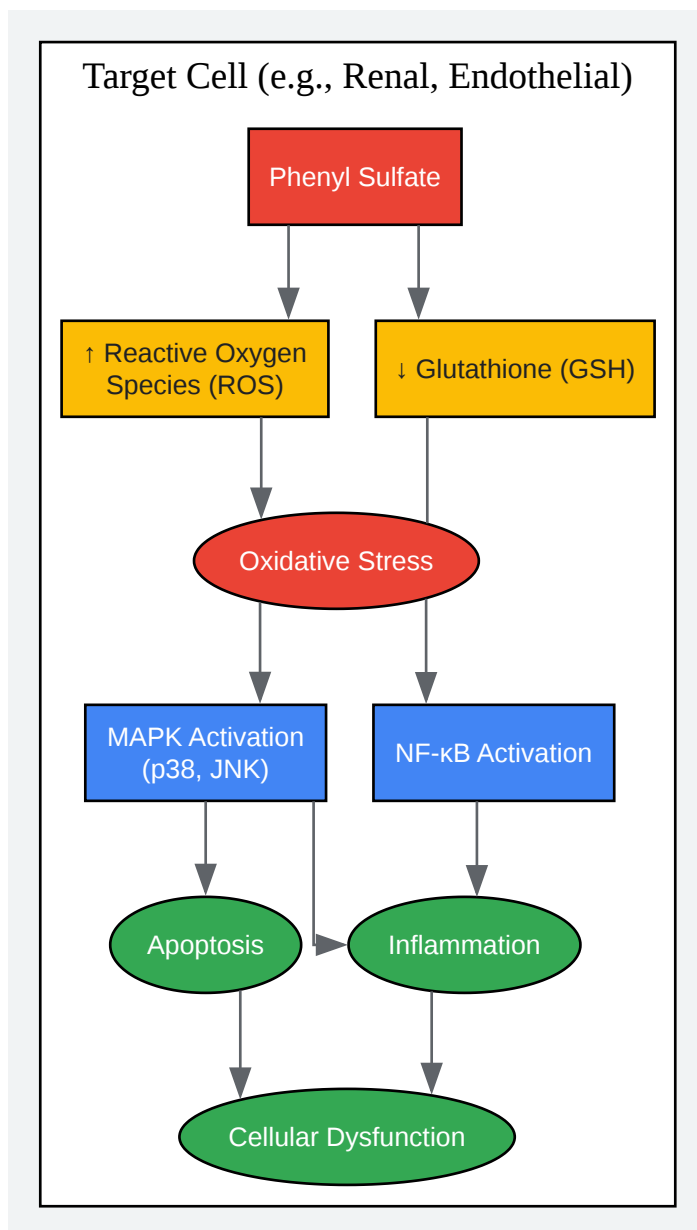 Target Cell (e.g., Renal, Endothelial)
Phenyl Sulfate
↑ Reactive Oxygen
Species (ROS)
↓ Glutathione (GSH)
Oxidative Stress
MAPK Activation
(p38, JNK)
NF-κB Activation
Apoptosis
Inflammation
Cellular Dysfunction